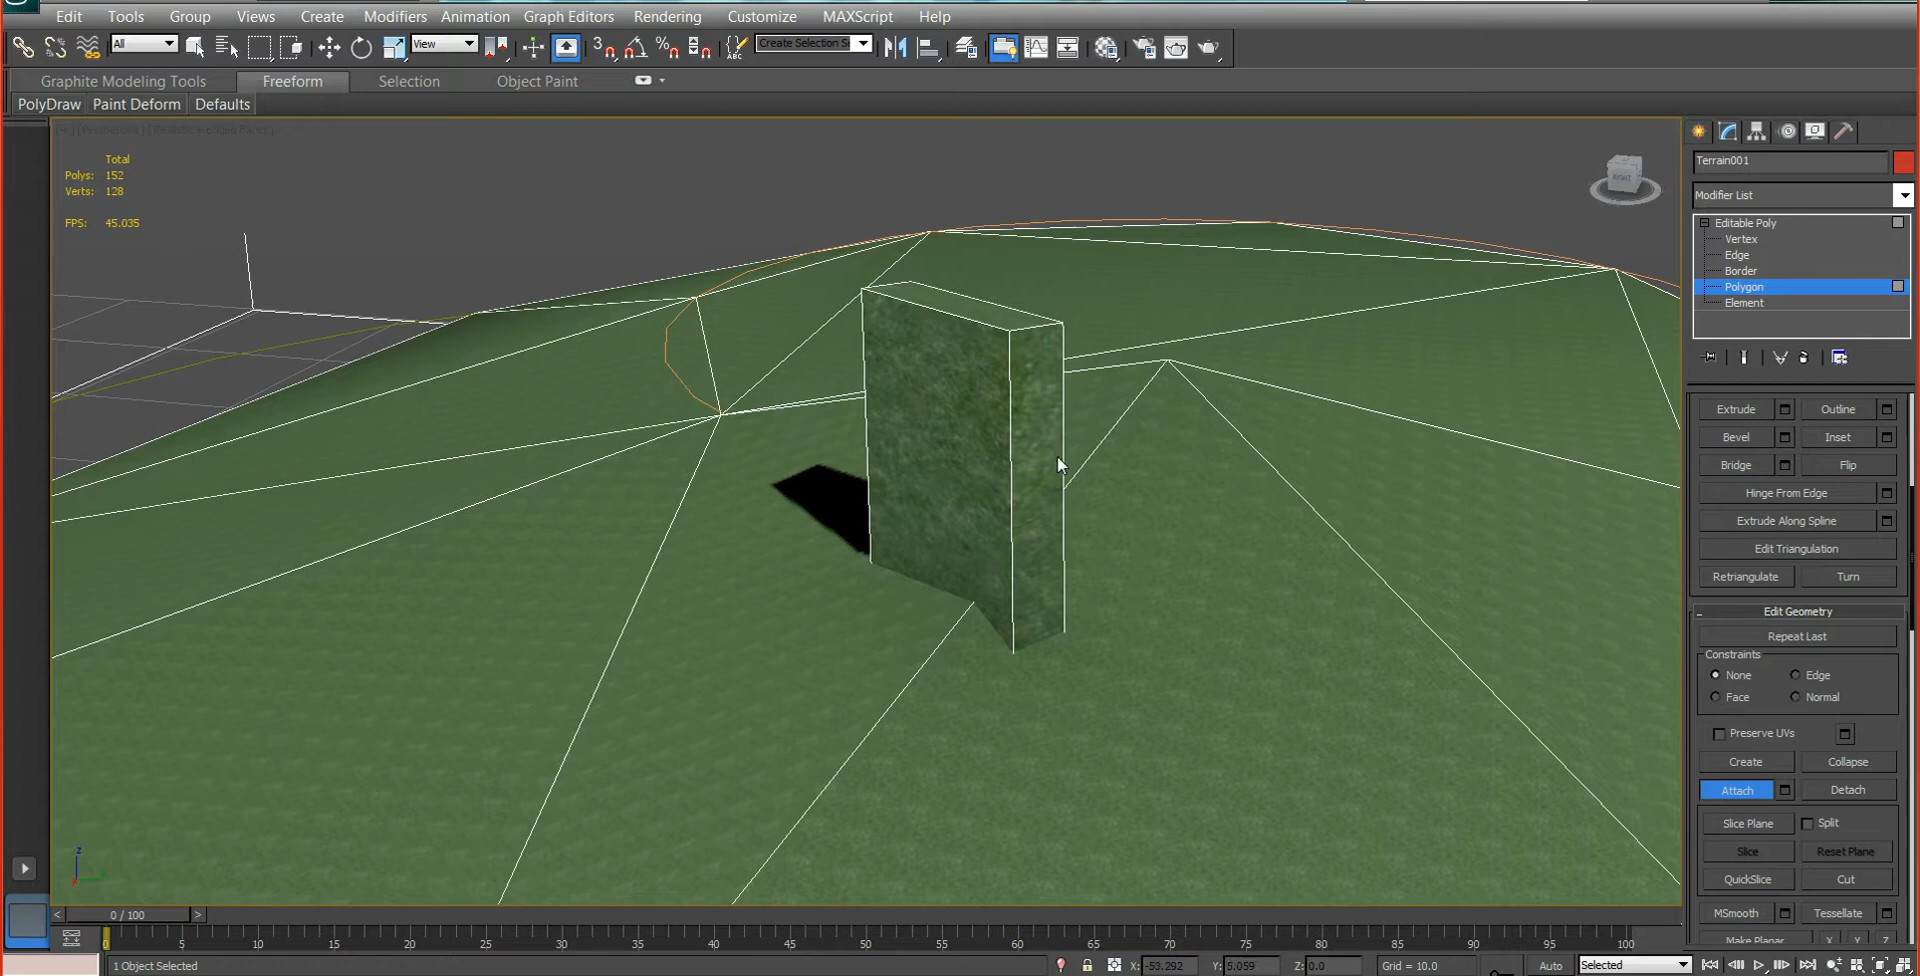 Edit Tools Group Views Create Modifiers Animation Graph Editors Rendering Customize MAXScript Help
All View 3 Create Selection Se
Graphite Modeling Tools Freeform Selection Object Paint
PolyDraw Paint Deform Defaults
Total
Polys: 152
Verts: 128
FPS: 45.035
RIGHT
Terrain001
Modifier List
Editable Poly
Vertex
Edge
Border
Polygon
Element
Extrude Outline
Bevel Inset
Bridge Flip
Hinge From Edge
Extrude Along Spline
Edit Triangulation
Retriangulate Turn
Edit Geometry
Repeat Last
Constraints
None Edge
Face Normal
Preserve UVs
Create Collapse
Attach Detach
Slice Plane Split
Slice Reset Plane
QuickSlice Cut
MSmooth Tessellate
Make Planar X Y Z
z
< 0 / 100 >
0 5 10 15 20 25 30 35 40 45 50 55 60 65 70 75 80 85 90 95 100
1 Object Selected X: -53.292 Y: 5.059 Z: 0.0 Grid = 10.0 Auto Selected